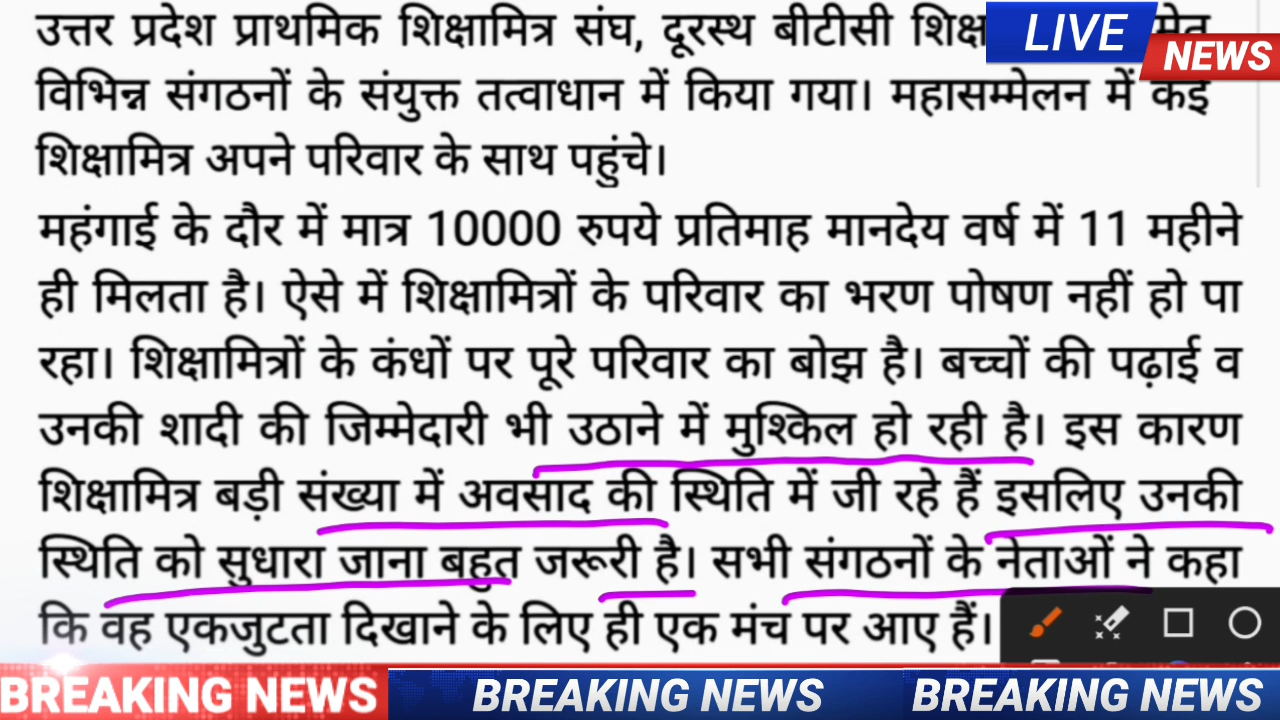 उत्तर प्रदेश प्राथमिक शिक्षामित्र संघ, दूरस्थ बीटीसी
LIVE
NEWS
विभिन्न संगठनों के संयुक्त तत्वाधान में किया गया। महासम्मेलन में कई
शिक्षामित्र अपने परिवार के साथ पहुंचे।
महंगाई के दौर में मात्र 10000 रुपये प्रतिमाह मानदेय वर्ष में 11 महीने
ही मिलता है। ऐसे में शिक्षामित्रों के परिवार का भरण पोषण नहीं हो पा
रहा। शिक्षामित्रों के कंधों पर पूरे परिवार का बोझ है। बच्चों की पढ़ाई व
उनकी शादी की जिम्मेदारी भी उठाने में मुश्किल हो रही है। इस कारण
शिक्षामित्र बड़ी संख्या में अवसाद की स्थिति में जी रहे हैं इसलिए उनकी
स्थिति को सुधारा जाना बहुत जरूरी है। सभी संगठनों के नेताओं ने कहा
कि वह एकजुटता दिखाने के लिए ही एक मंच पर आए हैं।
BREAKING NEWS BREAKING NEWS BREAKING NEWS